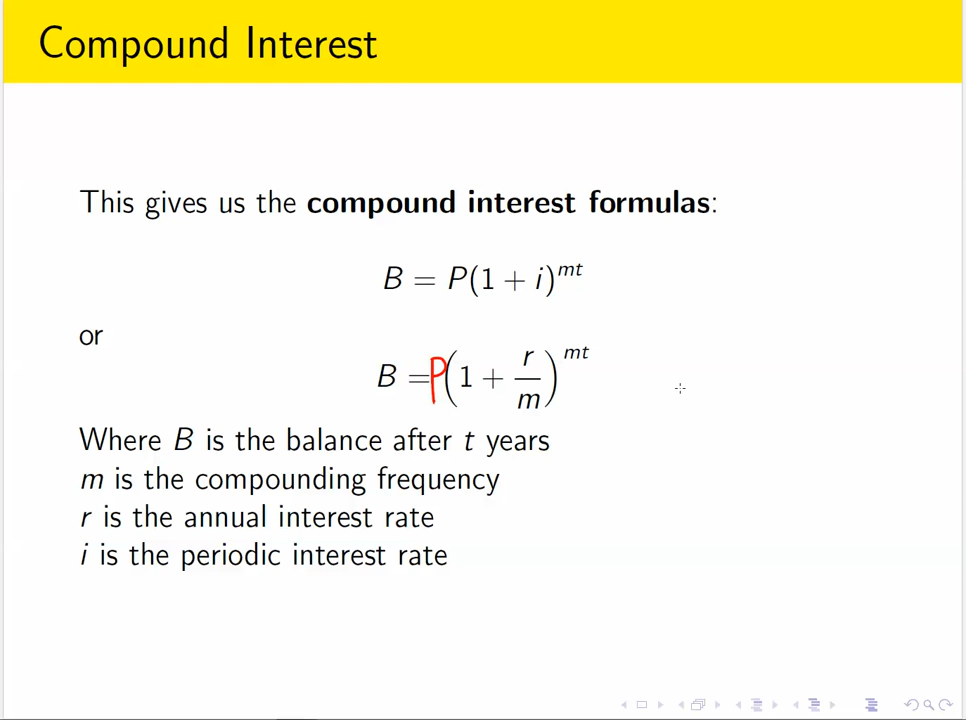 Compound Interest
This gives us the compound interest formulas:
B = P(1 + i)^{mt}
or
B = P(1 + \frac{r}{m})^{mt}
Where B is the balance after t years
m is the compounding frequency
r is the annual interest rate
i is the periodic interest rate